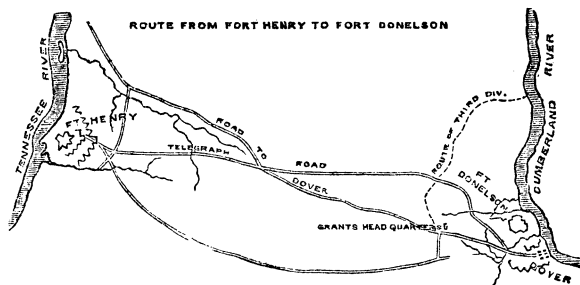 ROUTE FROM FORT HENRY TO FORT DONELSON
TENNESSEE RIVER
FT HENRY
ROAD TO
TELEGRAPH ROAD
DOVER
ROUTE OF THIRD DIV.
CUMBERLAND RIVER
FT DONELSON
GRANTS HEAD QUARTERS
DOVER